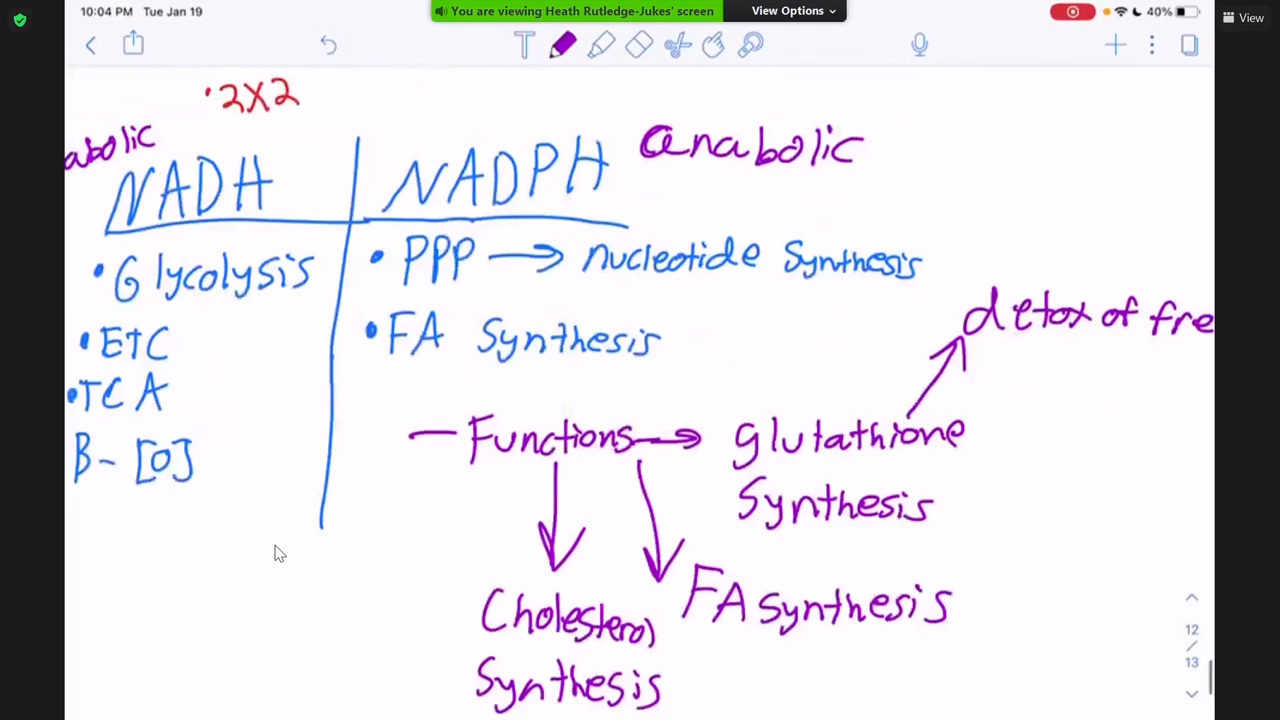 10:04 PM Tue Jan 19
You are viewing Heath Rutledge-Jukes' screen
View Options
40%
View
T
• 2X2
abolic
anabolic
NADH
NADPH
• Glycolysis
• PPP → nucleotide Synthesis
• ETC
• FA Synthesis
detox of fre
• TCA
B- [O]
— Functions → glutathione
Synthesis
Cholesterol
Synthesis
FA synthesis
12
/
13